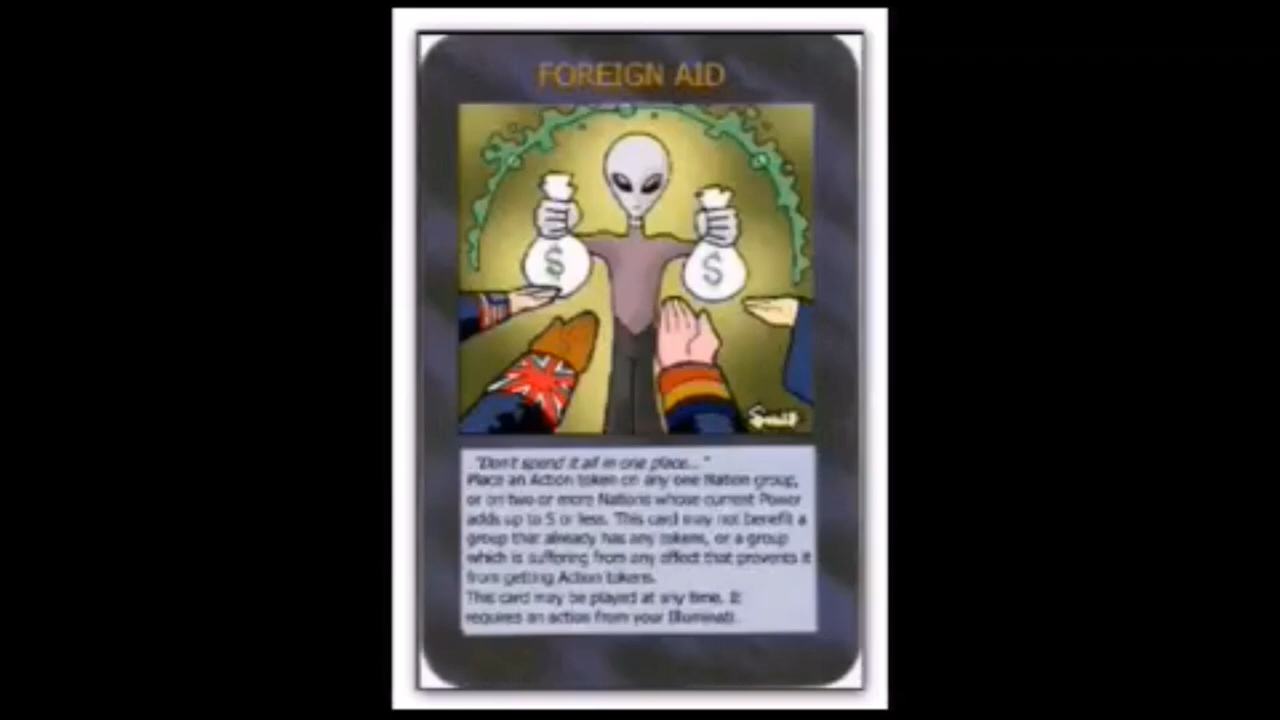 FOREIGN AID
$ $
"Don't spend it all in one place..."
Place an Action token on any one Nation group,
or on two or more Nations whose current Power
adds up to 5 or less. This card may not benefit a
group that already has any tokens, or a group
which is suffering from any effect that prevents it
from getting Action tokens.
This card may be played at any time. It
requires an action from your Illuminati.